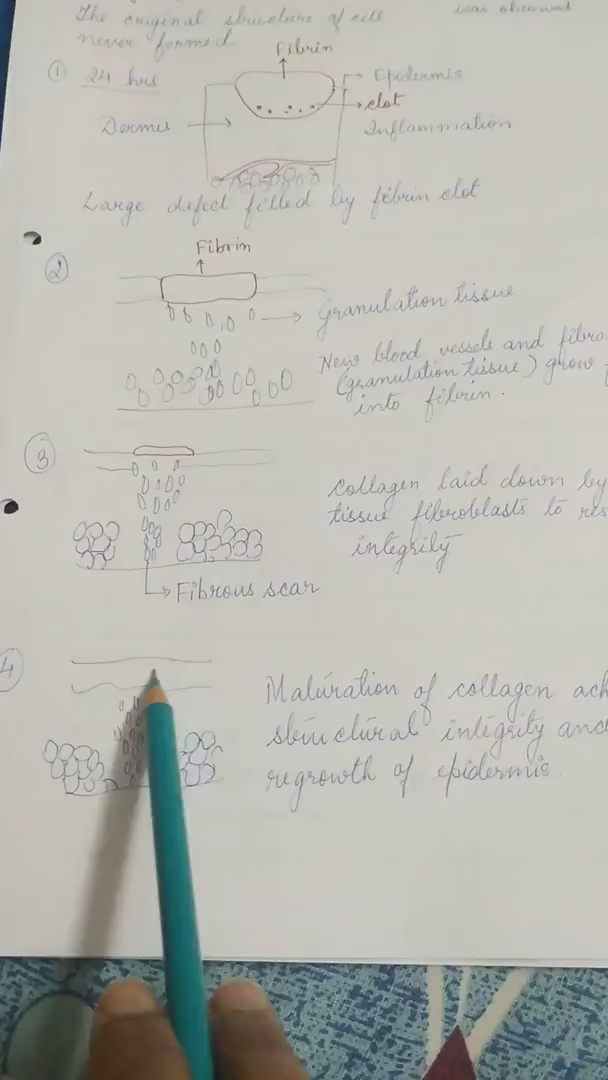 The original structure of cell was
never formed
① 24 hrs
Fibrin
Epidermis
clot
Dermis
Inflammation
Large defect filled by fibrin clot
②
Fibrin
Granulation tissue
New blood vessels and fibro
(granulation tissue) grow
into fibrin.
③
Collagen laid down by
tissue fibroblasts to res
integrity
Fibrous scar
4
Maturation of collagen ach
structural integrity and
regrowth of epidermis